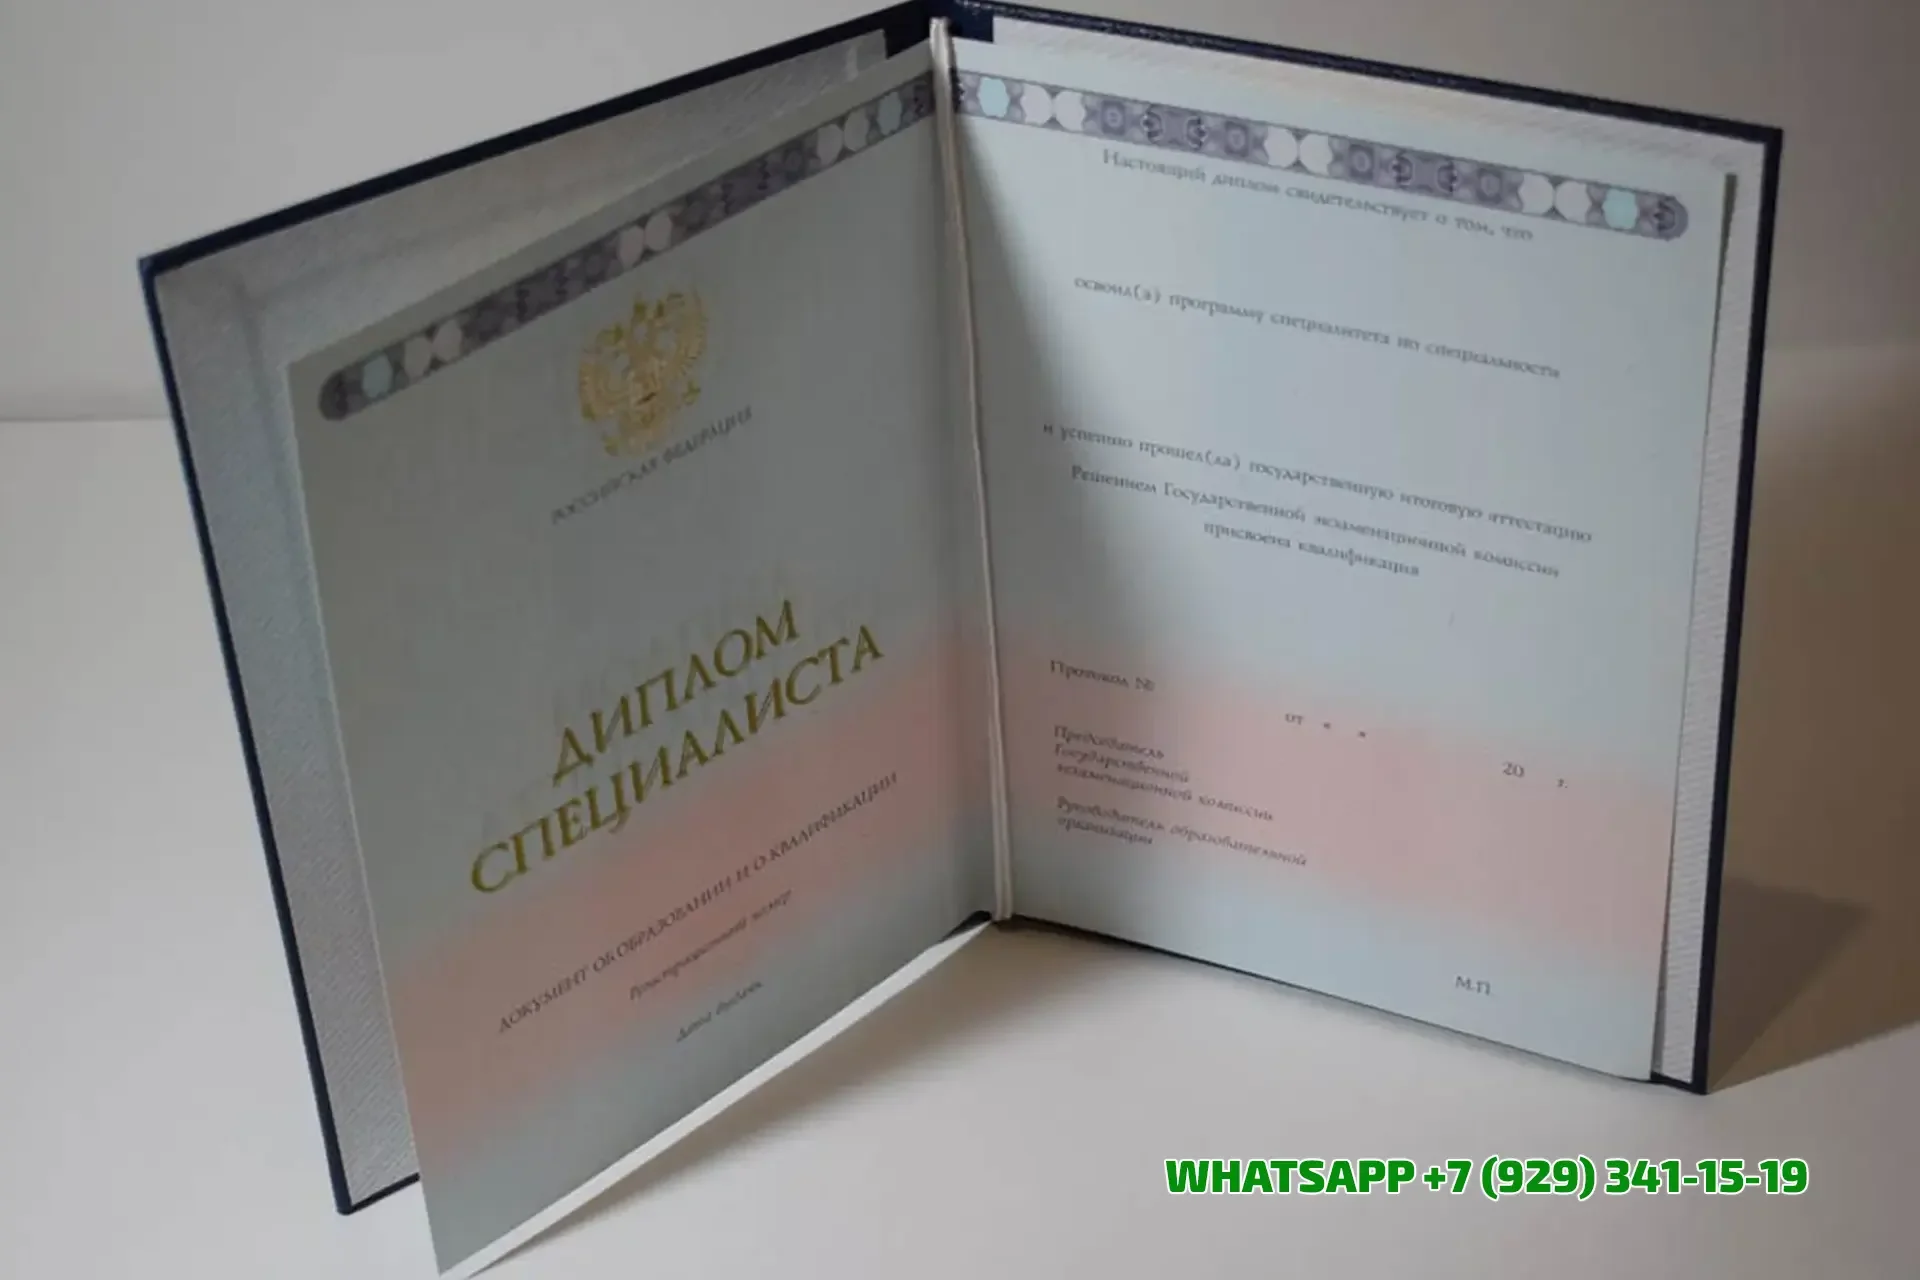 РОССИЙСКАЯ ФЕДЕРАЦИЯ
ДИПЛОМ
СПЕЦИАЛИСТА
ДОКУМЕНТ ОБ ОБРАЗОВАНИИ И О КВАЛИФИКАЦИИ
Регистрационный номер
Дата выдачи
Настоящий диплом свидетельствует о том, что
освоил(а) программу специалитета по специальности
и успешно прошел(ла) государственную итоговую аттестацию
Решением Государственной экзаменационной комиссии
присвоена квалификация
Протокол №
от « »
20 г.
Председатель
Государственной
экзаменационной комиссии
Руководитель образовательной
организации
М.П.
WHATSAPP +7 (929) 341-15-19